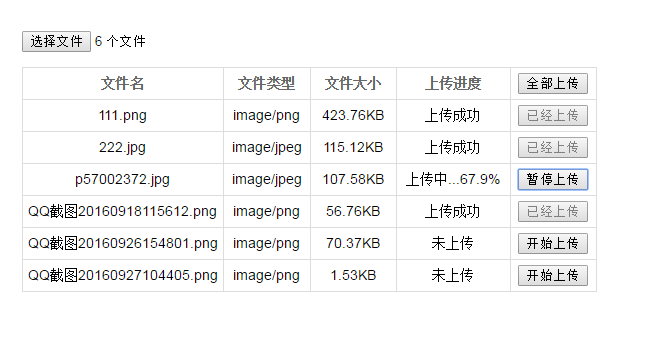 选择文件 6 个文件
文件名 文件类型 文件大小 上传进度 全部上传
111.png image/png 423.76KB 上传成功 已经上传
222.jpg image/jpeg 115.12KB 上传成功 已经上传
p57002372.jpg image/jpeg 107.58KB 上传中...67.9% 暂停上传
QQ截图20160918115612.png image/png 56.76KB 上传成功 已经上传
QQ截图20160926154801.png image/png 70.37KB 未上传 开始上传
QQ截图20160927104405.png image/png 1.53KB 未上传 开始上传